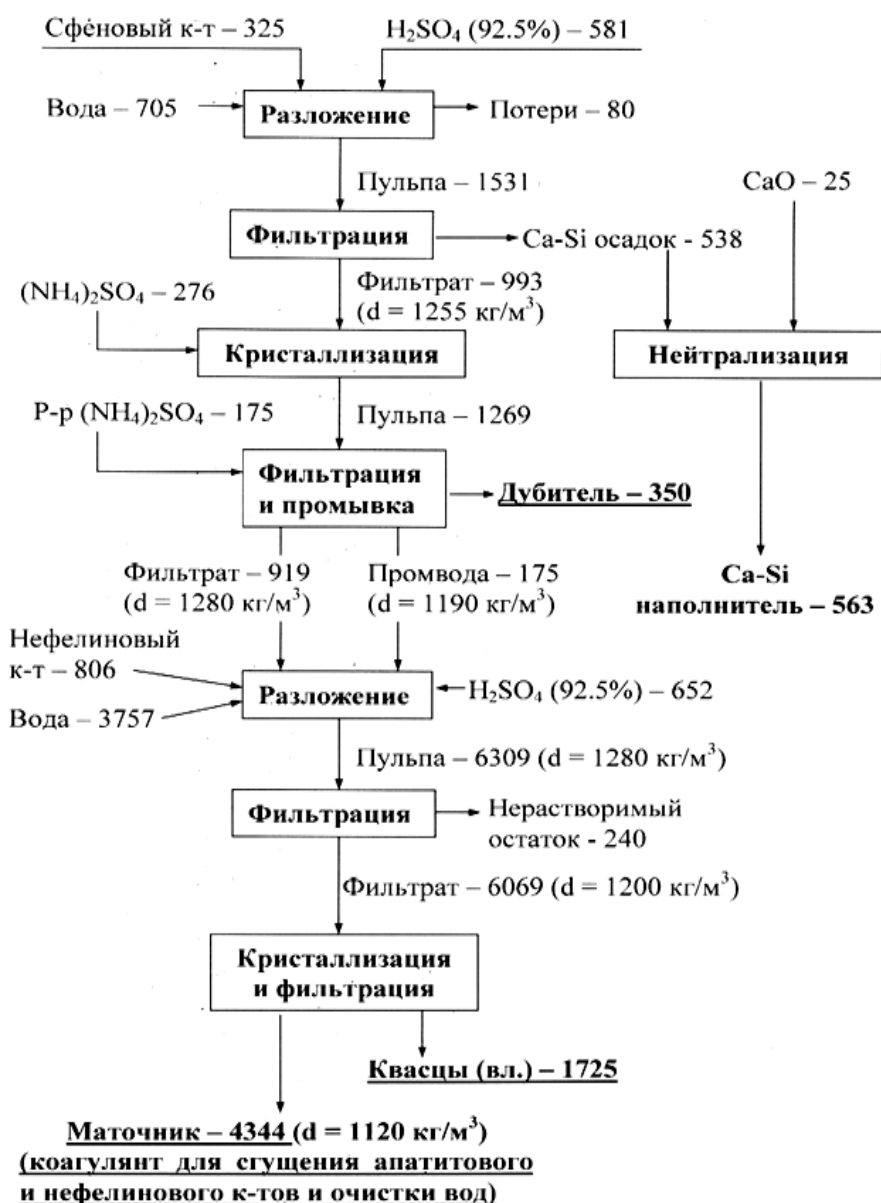 Сфеновый к-т – 325
H₂SO₄ (92.5%) – 581
Вода – 705
Разложение
Потери – 80
Пульпа – 1531
CaO – 25
Фильтрация
Ca-Si осадок - 538
(NH₄)₂SO₄ – 276
Фильтрат – 993
(d = 1255 кг/м³)
Кристаллизация
Нейтрализация
Р-р (NH₄)₂SO₄ – 175
Пульпа – 1269
Фильтрация
и промывка
Дубитель – 350
Фильтрат – 919
(d = 1280 кг/м³)
Промвода – 175
(d = 1190 кг/м³)
Ca-Si
наполнитель – 563
Нефелиновый
к-т – 806
Разложение
H₂SO₄ (92.5%) – 652
Вода – 3757
Пульпа – 6309 (d = 1280 кг/м³)
Фильтрация
Нерастворимый
остаток - 240
Фильтрат – 6069 (d = 1200 кг/м³)
Кристаллизация
и фильтрация
Квасцы (вл.) – 1725
Маточник – 4344 (d = 1120 кг/м³)
(коагулянт для сгущения апатитового
и нефелинового к-тов и очистки вод)